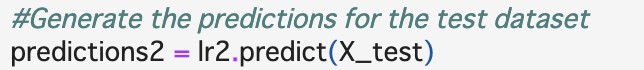 #Generate the predictions for the test dataset
predictions2 = lr2.predict(X_test)